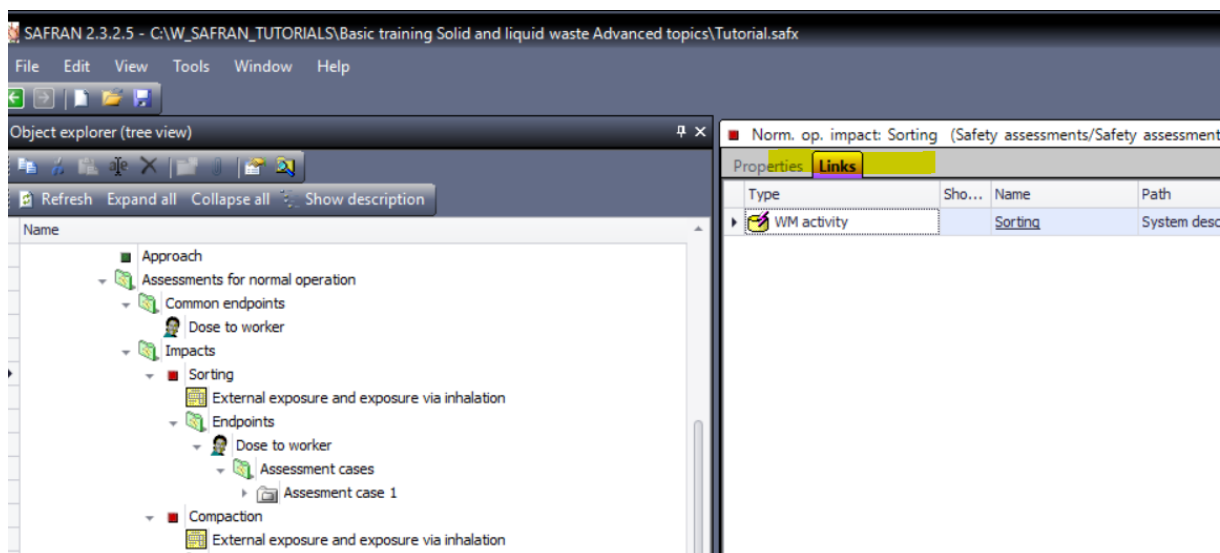 SAFRAN 2.3.2.5 - C:\W_SAFRAN_TUTORIALS\Basic training Solid and liquid waste Advanced topics\Tutorial.safx
File Edit View Tools Window Help
Object explorer (tree view)
Refresh Expand all Collapse all Show description
Name
Approach
Assessments for normal operation
Common endpoints
Dose to worker
Impacts
Sorting
External exposure and exposure via inhalation
Endpoints
Dose to worker
Assessment cases
Assesment case 1
Compaction
External exposure and exposure via inhalation
Norm. op. impact: Sorting (Safety assessments/Safety assessment
Properties Links
Type Sho... Name Path
WM activity Sorting System desc